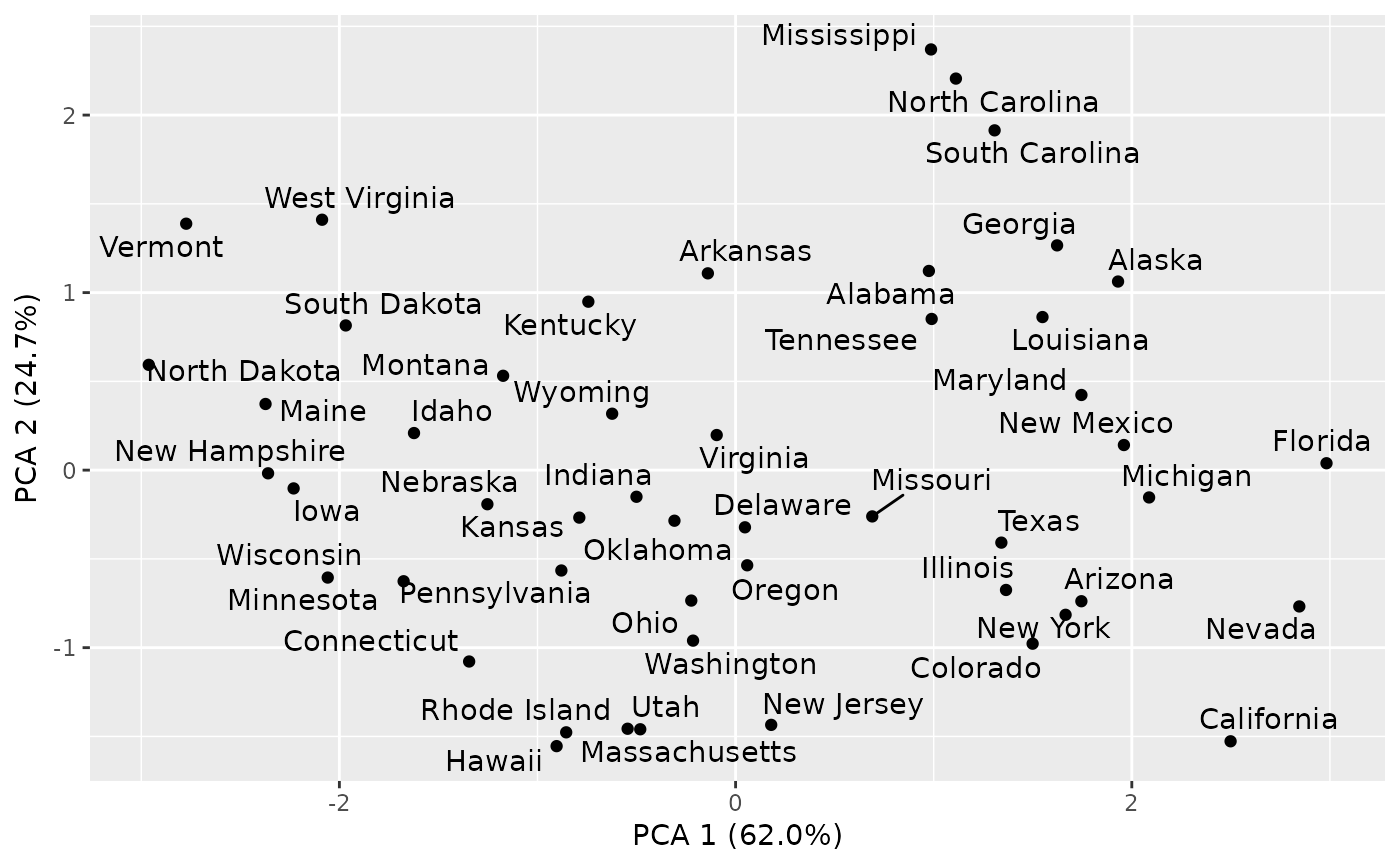 Mississippi
North Carolina
South Carolina
West Virginia
Georgia
Vermont
Arkansas
Alaska
South Dakota
Alabama
Kentucky
Tennessee
Louisiana
North Dakota
Montana
Maryland
Wyoming
Maine
Idaho
New Mexico
Florida
New Hampshire
Virginia
Indiana
Michigan
Nebraska
Missouri
Iowa
Delaware
Texas
Kansas
Oklahoma
Wisconsin
Illinois
Arizona
Minnesota
Pennsylvania
Oregon
Ohio
New York
Nevada
Connecticut
Washington
Colorado
Rhode Island
Utah
New Jersey
California
Hawaii
Massachusetts
2
1
0
-1
-2
0
2
PCA 1 (62.0%)
PCA 2 (24.7%)